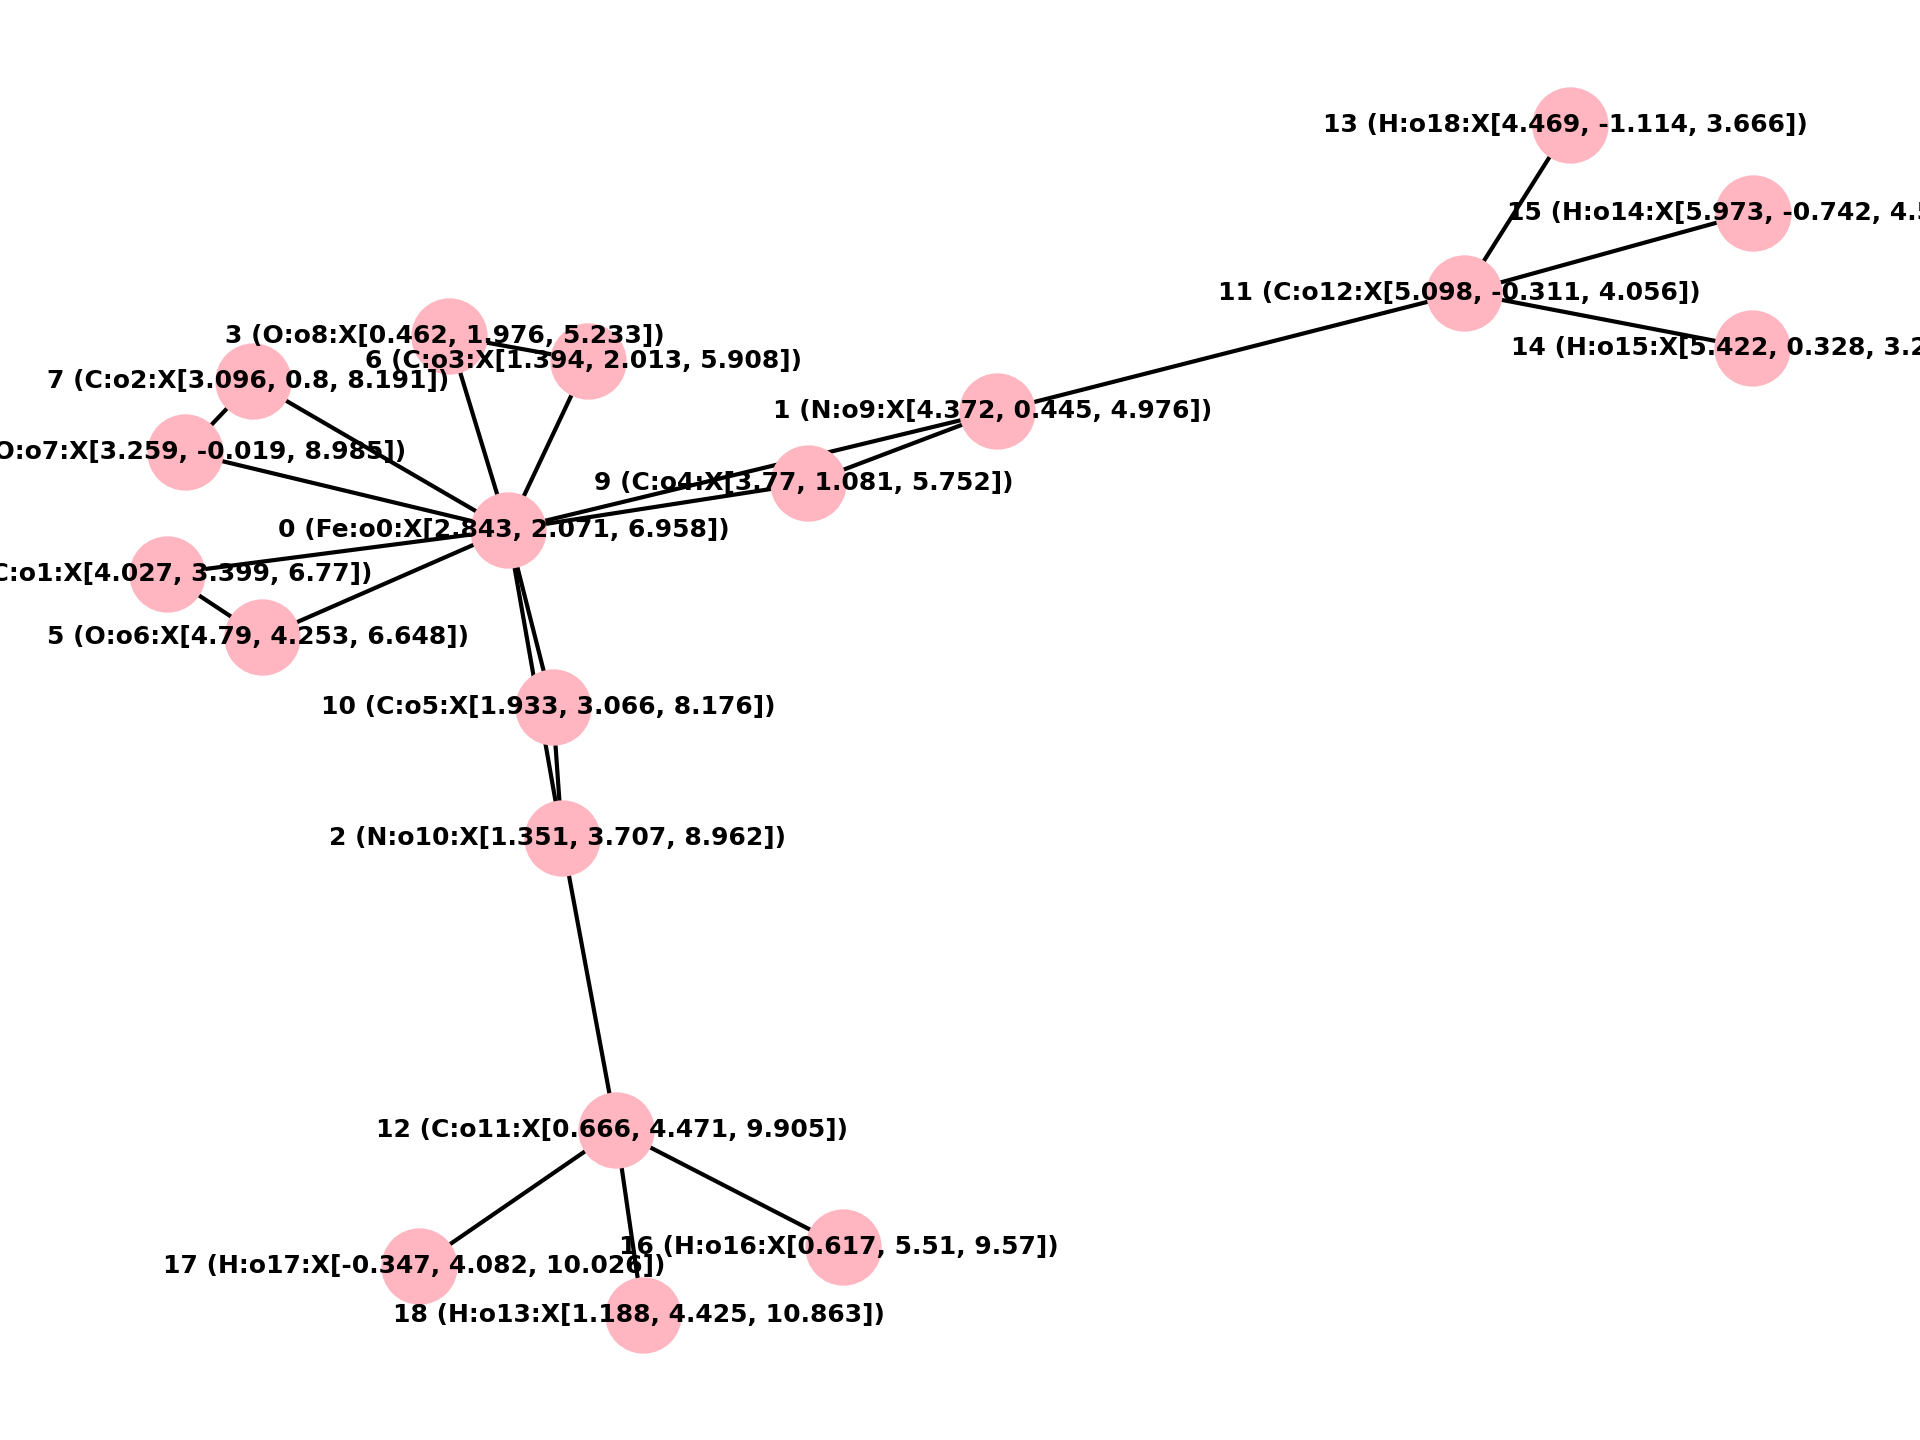 13 (H:o18:X[4.469, -1.114, 3.666])
15 (H:o14:X[5.973, -0.742, 4.5
11 (C:o12:X[5.098, -0.311, 4.056])
3 (O:o8:X[0.462, 1.976, 5.233])
14 (H:o15:X[5.422, 0.328, 3.2
6 (C:o3:X[1.394, 2.013, 5.908])
7 (C:o2:X[3.096, 0.8, 8.191])
1 (N:o9:X[4.372, 0.445, 4.976])
O:o7:X[3.259, -0.019, 8.985])
9 (C:o4:X[3.77, 1.081, 5.752])
0 (Fe:o0:X[2.843, 2.071, 6.958])
C:o1:X[4.027, 3.399, 6.77])
5 (O:o6:X[4.79, 4.253, 6.648])
10 (C:o5:X[1.933, 3.066, 8.176])
2 (N:o10:X[1.351, 3.707, 8.962])
12 (C:o11:X[0.666, 4.471, 9.905])
16 (H:o16:X[0.617, 5.51, 9.57])
17 (H:o17:X[-0.347, 4.082, 10.026])
18 (H:o13:X[1.188, 4.425, 10.863])